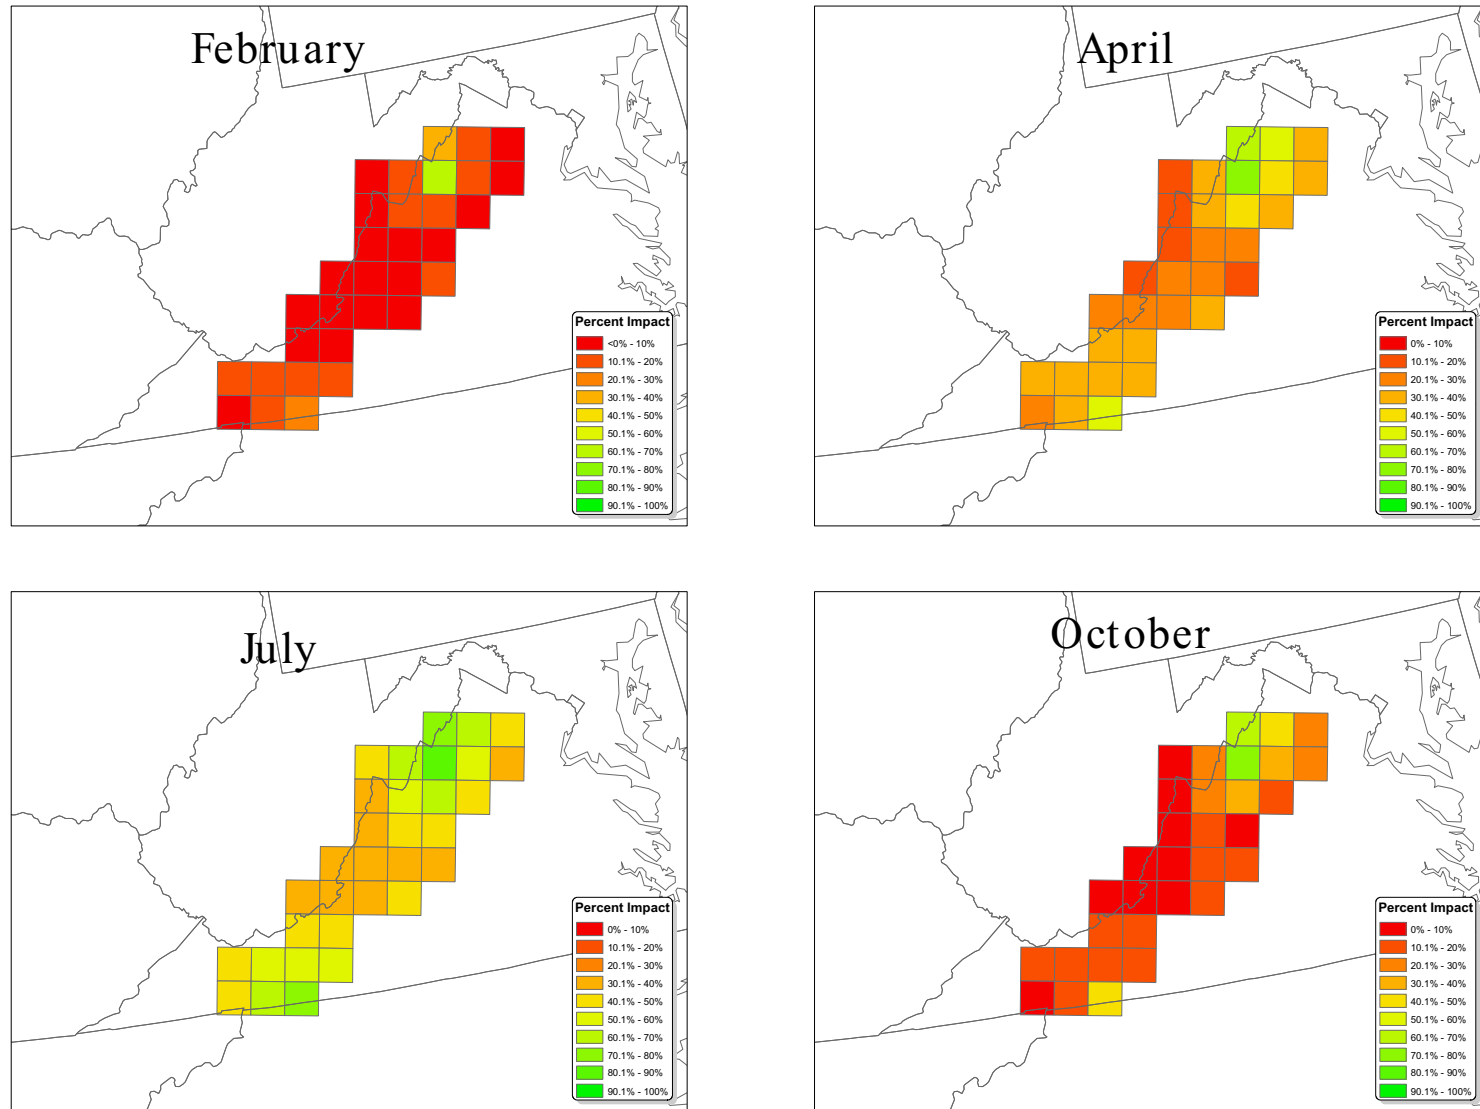 February
Percent Impact
<0% - 10%
10.1% - 20%
20.1% - 30%
30.1% - 40%
40.1% - 50%
50.1% - 60%
60.1% - 70%
70.1% - 80%
80.1% - 90%
90.1% - 100%
April
Percent Impact
0% - 10%
10.1% - 20%
20.1% - 30%
30.1% - 40%
40.1% - 50%
50.1% - 60%
60.1% - 70%
70.1% - 80%
80.1% - 90%
90.1% - 100%
July
Percent Impact
0% - 10%
10.1% - 20%
20.1% - 30%
30.1% - 40%
40.1% - 50%
50.1% - 60%
60.1% - 70%
70.1% - 80%
80.1% - 90%
90.1% - 100%
October
Percent Impact
0% - 10%
10.1% - 20%
20.1% - 30%
30.1% - 40%
40.1% - 50%
50.1% - 60%
60.1% - 70%
70.1% - 80%
80.1% - 90%
90.1% - 100%